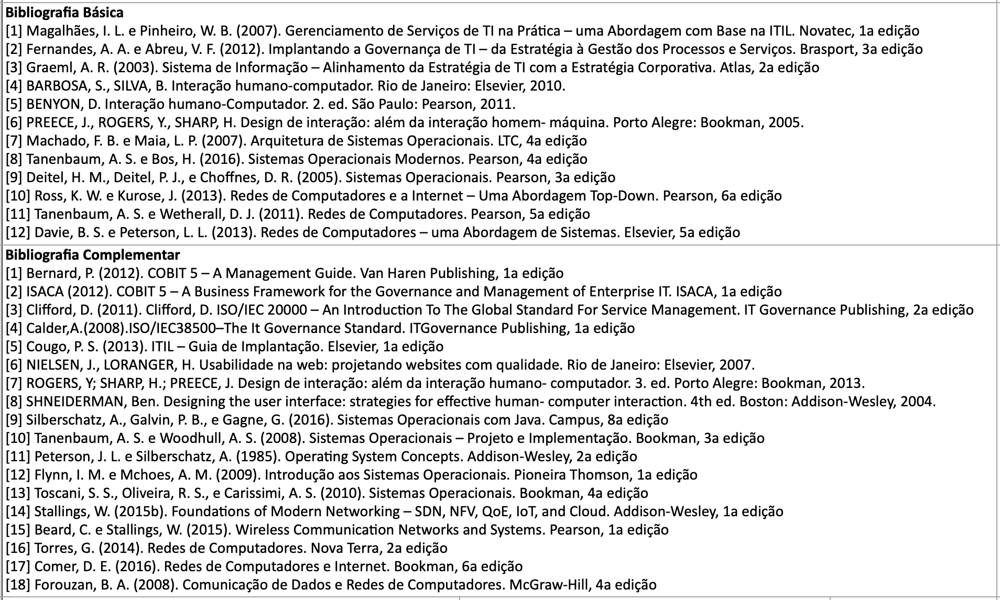 Bibliografia Básica
[1] Magalhães, I. L. e Pinheiro, W. B. (2007). Gerenciamento de Serviços de TI na Prática – uma Abordagem com Base na ITIL. Novatec, 1a edição
[2] Fernandes, A. A. e Abreu, V. F. (2012). Implantando a Governança de TI – da Estratégia à Gestão dos Processos e Serviços. Brasport, 3a edição
[3] Graeml, A. R. (2003). Sistema de Informação – Alinhamento da Estratégia de TI com a Estratégia Corporativa. Atlas, 2a edição
[4] BARBOSA, S., SILVA, B. Interação humano-computador. Rio de Janeiro: Elsevier, 2010.
[5] BENYON, D. Interação humano-Computador. 2. ed. São Paulo: Pearson, 2011.
[6] PREECE, J., ROGERS, Y., SHARP, H. Design de interação: além da interação homem- máquina. Porto Alegre: Bookman, 2005.
[7] Machado, F. B. e Maia, L. P. (2007). Arquitetura de Sistemas Operacionais. LTC, 4a edição
[8] Tanenbaum, A. S. e Bos, H. (2016). Sistemas Operacionais Modernos. Pearson, 4a edição
[9] Deitel, H. M., Deitel, P. J., e Choffnes, D. R. (2005). Sistemas Operacionais. Pearson, 3a edição
[10] Ross, K. W. e Kurose, J. (2013). Redes de Computadores e a Internet – Uma Abordagem Top-Down. Pearson, 6a edição
[11] Tanenbaum, A. S. e Wetherall, D. J. (2011). Redes de Computadores. Pearson, 5a edição
[12] Davie, B. S. e Peterson, L. L. (2013). Redes de Computadores – uma Abordagem de Sistemas. Elsevier, 5a edição
Bibliografia Complementar
[1] Bernard, P. (2012). COBIT 5 – A Management Guide. Van Haren Publishing, 1a edição
[2] ISACA (2012). COBIT 5 – A Business Framework for the Governance and Management of Enterprise IT. ISACA, 1a edição
[3] Clifford, D. (2011). Clifford, D. ISO/IEC 20000 – An Introduction To The Global Standard For Service Management. IT Governance Publishing, 2a edição
[4] Calder,A.(2008).ISO/IEC38500–The It Governance Standard. ITGovernance Publishing, 1a edição
[5] Cougo, P. S. (2013). ITIL – Guia de Implantação. Elsevier, 1a edição
[6] NIELSEN, J., LORANGER, H. Usabilidade na web: projetando websites com qualidade. Rio de Janeiro: Elsevier, 2007.
[7] ROGERS, Y; SHARP, H.; PREECE, J. Design de interação: além da interação humano- computador. 3. ed. Porto Alegre: Bookman, 2013.
[8] SHNEIDERMAN, Ben. Designing the user interface: strategies for effective human- computer interaction. 4th ed. Boston: Addison-Wesley, 2004.
[9] Silberschatz, A., Galvin, P. B., e Gagne, G. (2016). Sistemas Operacionais com Java. Campus, 8a edição
[10] Tanenbaum, A. S. e Woodhull, A. S. (2008). Sistemas Operacionais – Projeto e Implementação. Bookman, 3a edição
[11] Peterson, J. L. e Silberschatz, A. (1985). Operating System Concepts. Addison-Wesley, 2a edição
[12] Flynn, I. M. e Mchoes, A. M. (2009). Introdução aos Sistemas Operacionais. Pioneira Thomson, 1a edição
[13] Toscani, S. S., Oliveira, R. S., e Carissimi, A. S. (2010). Sistemas Operacionais. Bookman, 4a edição
[14] Stallings, W. (2015b). Foundations of Modern Networking – SDN, NFV, QoE, IoT, and Cloud. Addison-Wesley, 1a edição
[15] Beard, C. e Stallings, W. (2015). Wireless Communication Networks and Systems. Pearson, 1a edição
[16] Torres, G. (2014). Redes de Computadores. Nova Terra, 2a edição
[17] Comer, D. E. (2016). Redes de Computadores e Internet. Bookman, 6a edição
[18] Forouzan, B. A. (2008). Comunicação de Dados e Redes de Computadores. McGraw-Hill, 4a edição